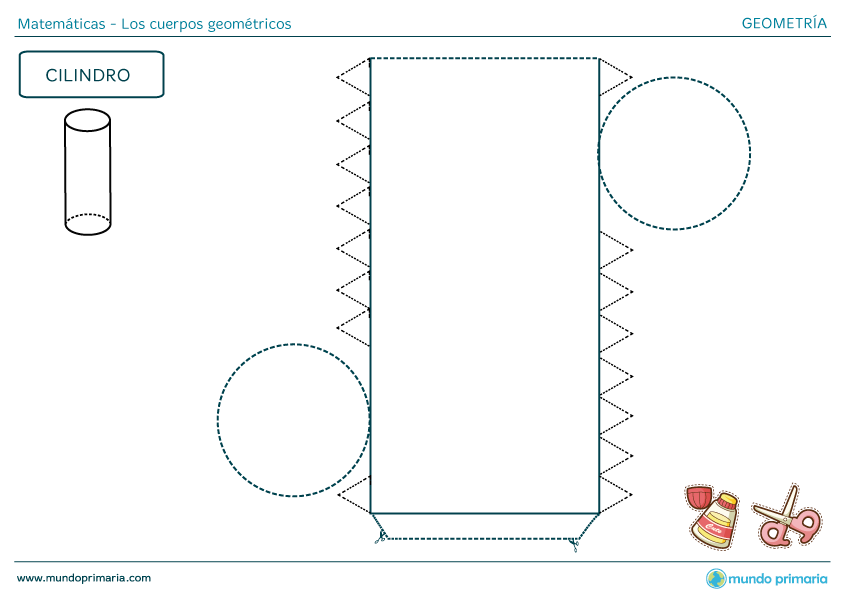 Matemáticas - Los cuerpos geométricos
GEOMETRÍA
CILINDRO
www.mundoprimaria.com
mundo primaria